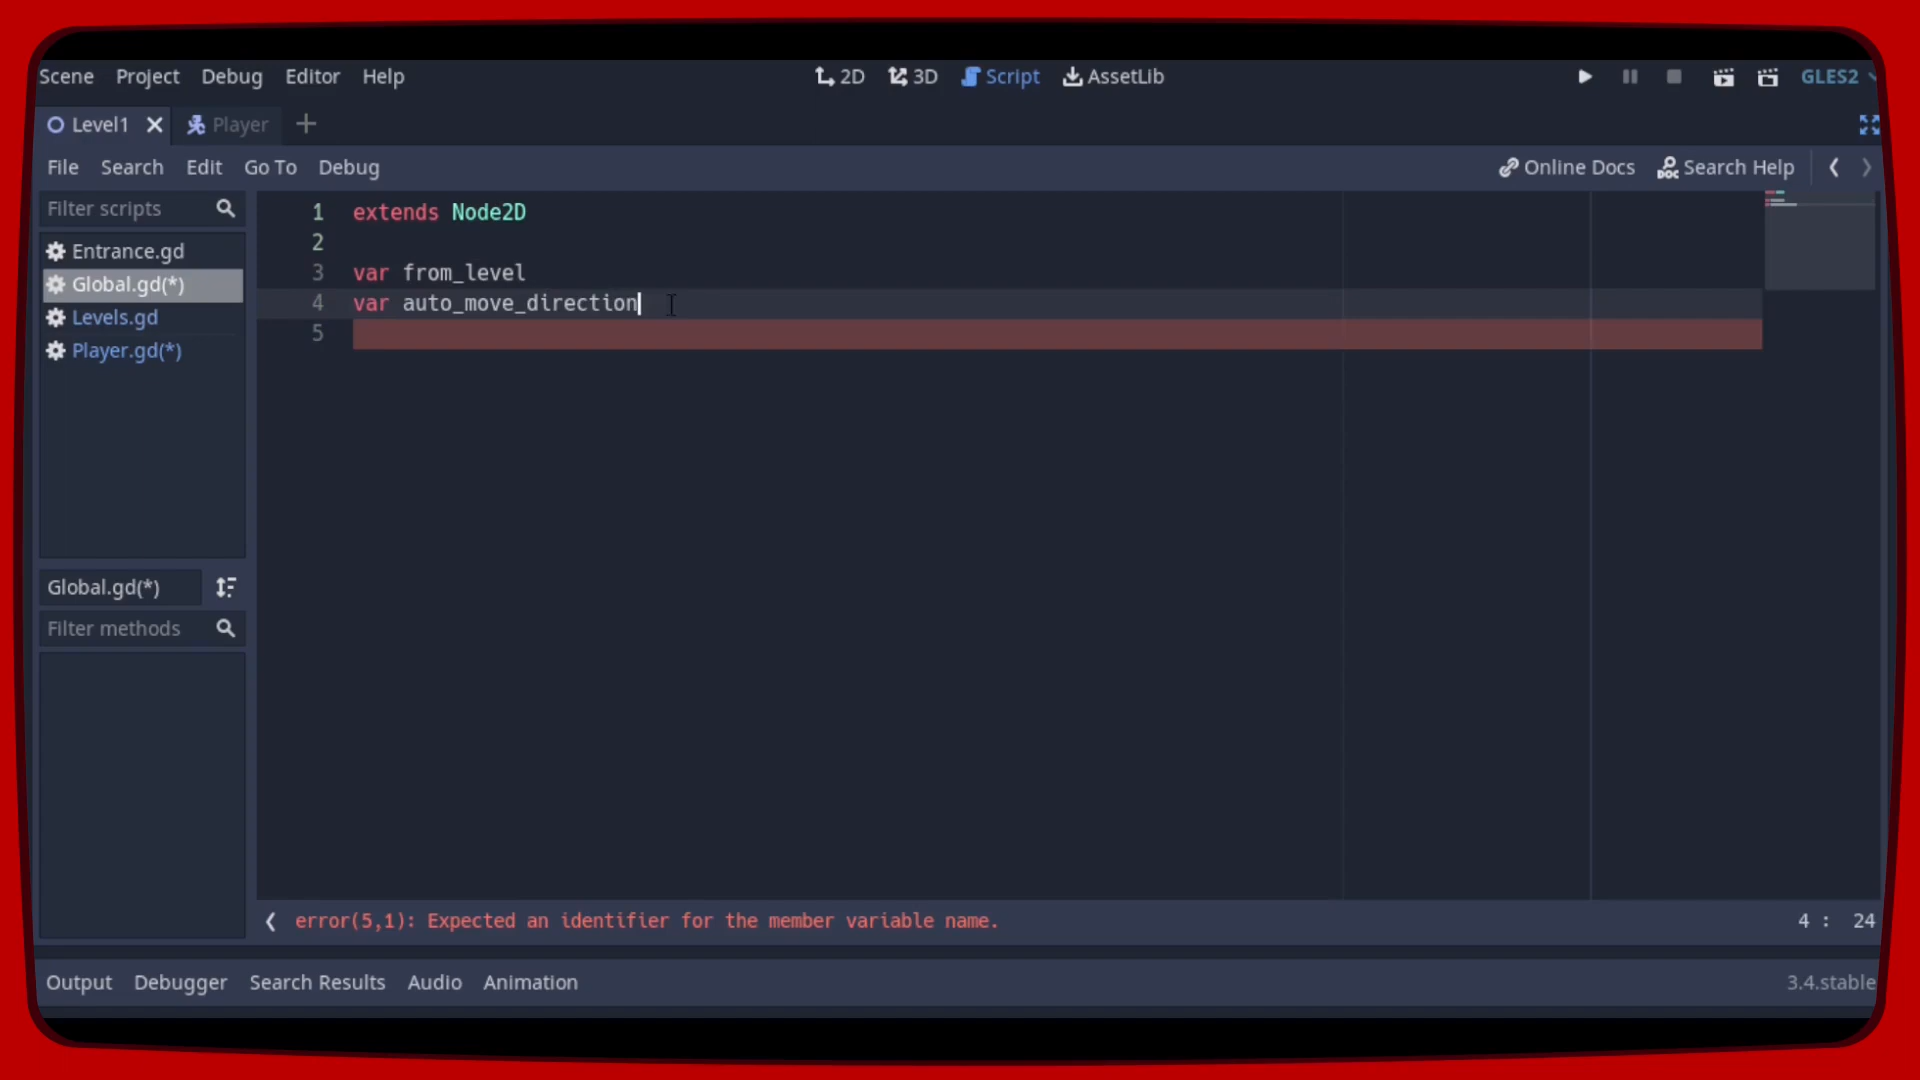 Scene Project Debug Editor Help 2D 3D Script AssetLib GLES2
Level1 Player
File Search Edit Go To Debug Online Docs Search Help
Filter scripts
Entrance.gd
Global.gd(*)
Levels.gd
Player.gd(*)
Global.gd(*)
Filter methods
1 extends Node2D
2
3 var from_level
4 var auto_move_direction
5
error(5,1): Expected an identifier for the member variable name. 4 : 24
Output Debugger Search Results Audio Animation 3.4.stable